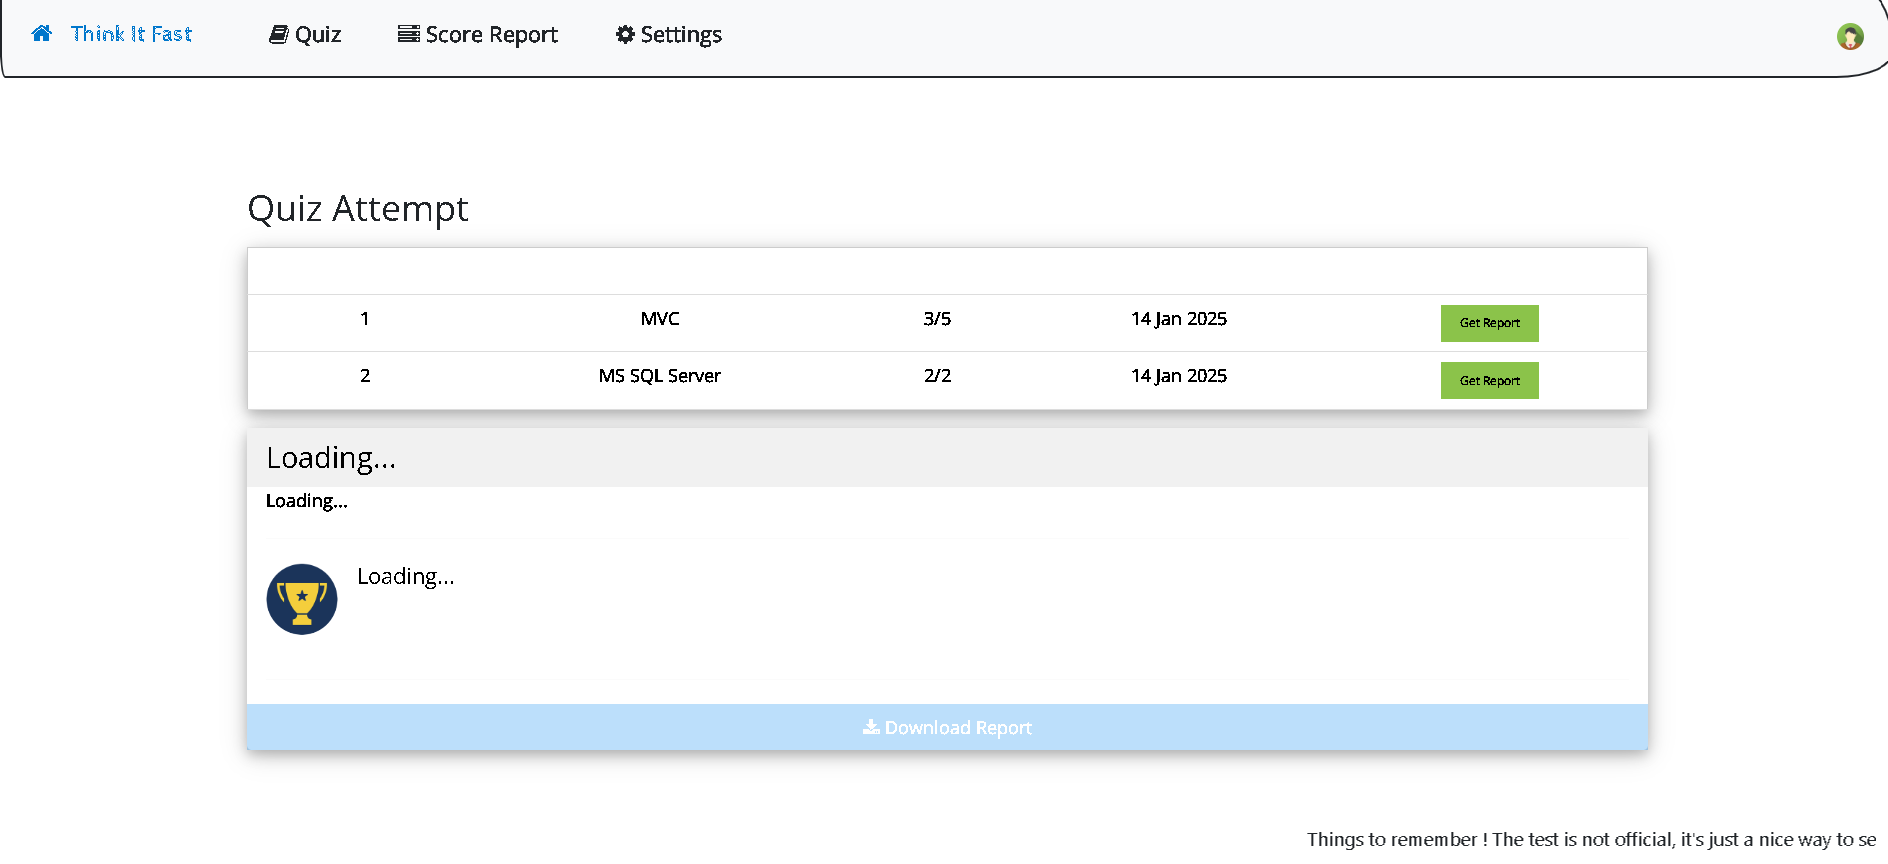 Think It Fast Quiz Score Report Settings
Quiz Attempt
1 MVC 3/5 14 Jan 2025 Get Report
2 MS SQL Server 2/2 14 Jan 2025 Get Report
Loading...
Loading...
Loading...
Download Report
Things to remember ! The test is not official, it's just a nice way to se